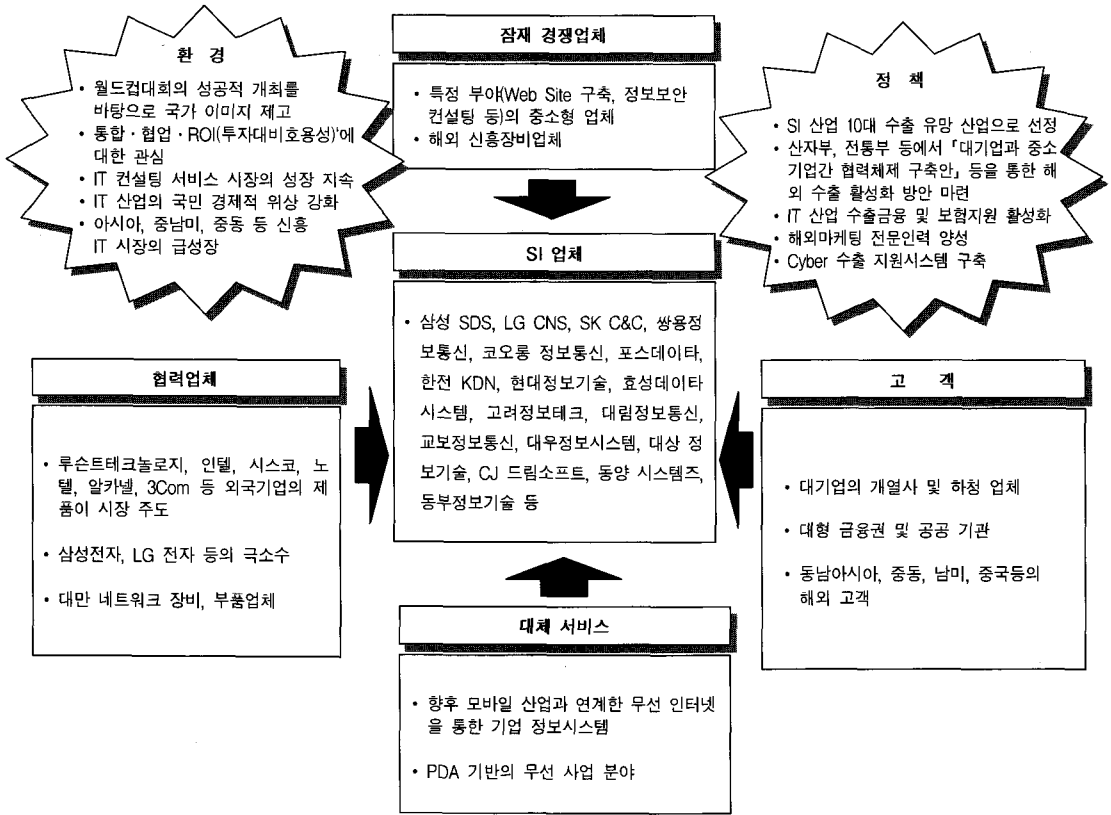 환 경
• 월드컵대회의 성공적 개최를
바탕으로 국가 이미지 제고
• 통합·협업·ROI(투자대비호용성)'에
대한 관심
• IT 컨설팅 서비스 시장의 성장 지속
• IT 산업의 국민 경제적 위상 강화
• 아시아, 중남미, 중동 등 신흥
IT 시장의 급성장
잠재 경쟁업체
• 특정 부야(Web Site 구축, 정보보안
컨설팅 등)의 중소형 업체
• 해외 신흥장비업체
정 책
• SI 산업 10대 수출 유망 산업으로 선정
• 산자부, 전통부 등에서 「대기업과 중소
기업간 협력체제 구축안」 등을 통한 해
외 수출 활성화 방안 마련
• IT 산업 수출금융 및 보험지원 활성화
• 해외마케팅 전문인력 양성
• Cyber 수출 지원시스템 구축
SI 업체
• 삼성 SDS, LG CNS, SK C&C, 쌍용정
보통신, 코오롱 정보통신, 포스데이타,
한전 KDN, 현대정보기술, 효성데이타
시스템, 고려정보테크, 대림정보통신,
교보정보통신, 대우정보시스템, 대상 정
보기술, CJ 드림소프트, 동양 시스템즈,
동부정보기술 등
협력업체
• 루슨트테크놀로지, 인텔, 시스코, 노
텔, 알카넬, 3Com 등 외국기업의 제
품이 시장 주도
• 삼성전자, LG 전자 등의 극소수
• 대만 네트워크 장비, 부품업체
고 객
• 대기업의 개열사 및 하청 업체
• 대형 금융권 및 공공 기관
• 동남아시아, 중동, 남미, 중국등의
해외 고객
대체 서비스
• 향후 모바일 산업과 연계한 무선 인터넷
을 통한 기업 정보시스템
• PDA 기반의 무선 사업 분야